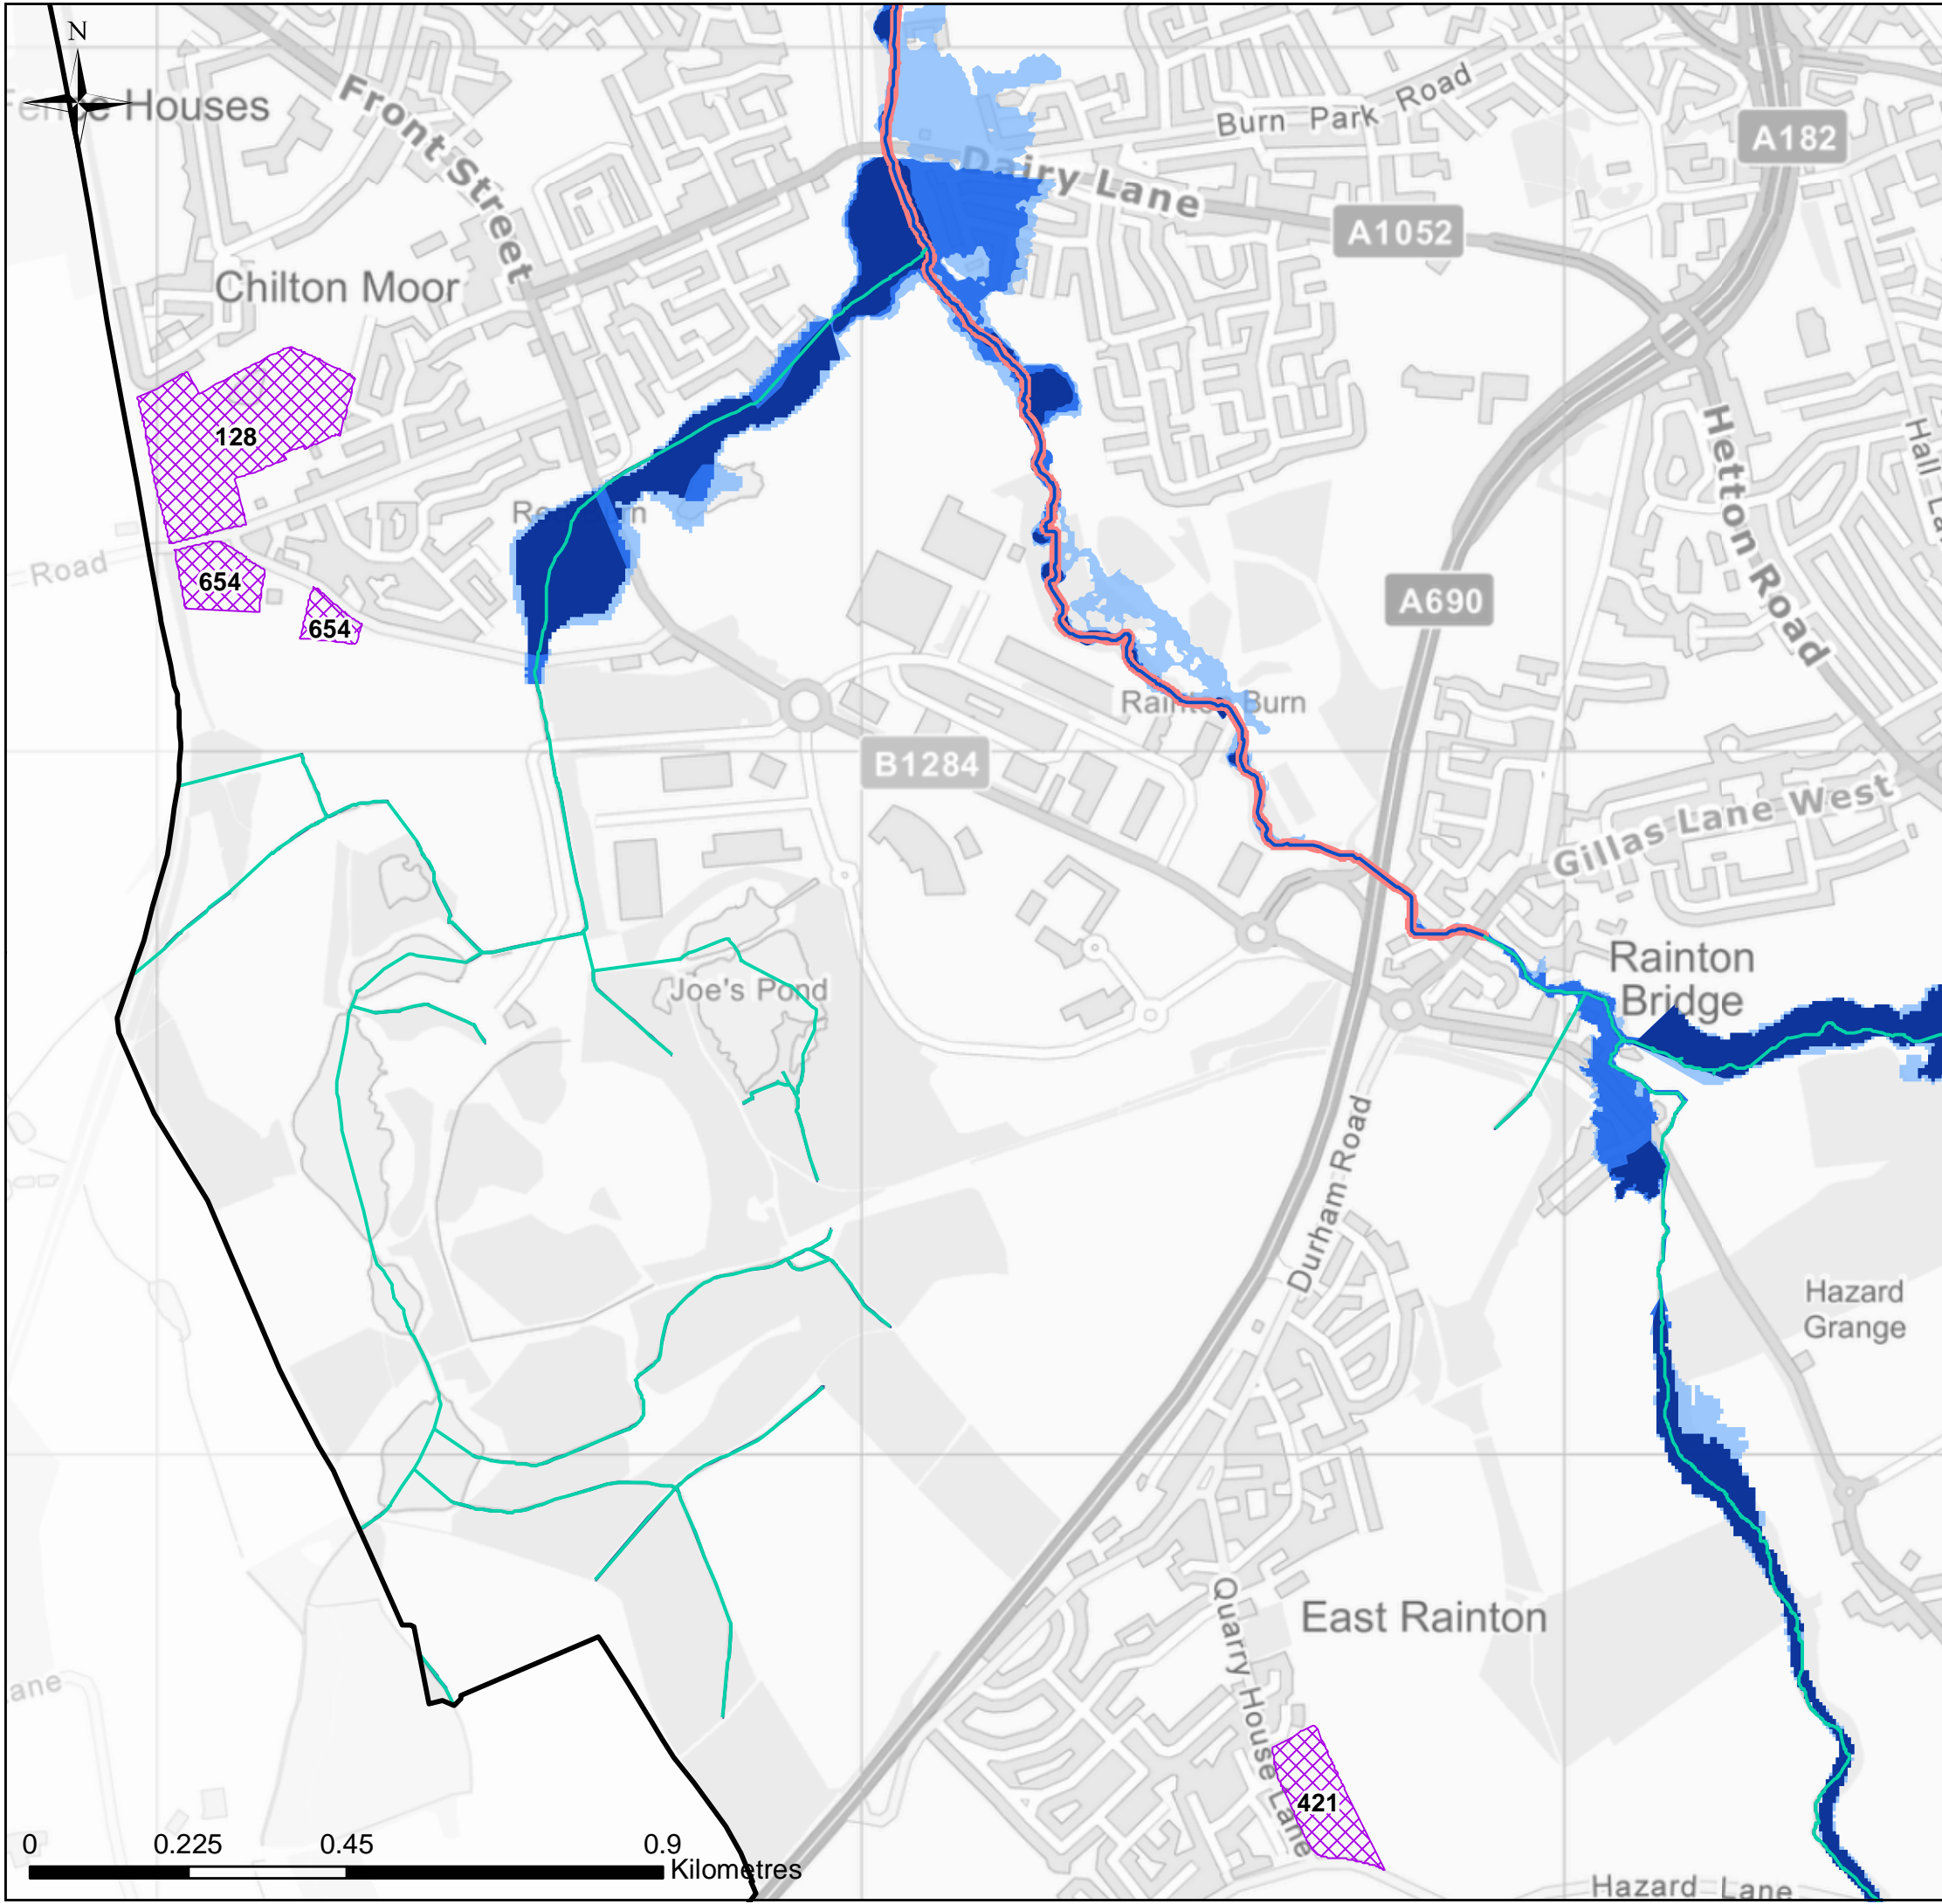 N
Houses
Front Street
Burn Park Road
A182
Dairy Lane
A1052
Chilton Moor
128
Hetton Road
Hall
Road
654
654
A690
Burn
B1284
Gillas Lane West
Joe's Pond
Rainton
Bridge
Durham Road
Hazard
Grange
East Rainton
Quarry House Lane
421
0 0.225 0.45 0.9
Kilometres
Hazard Lane